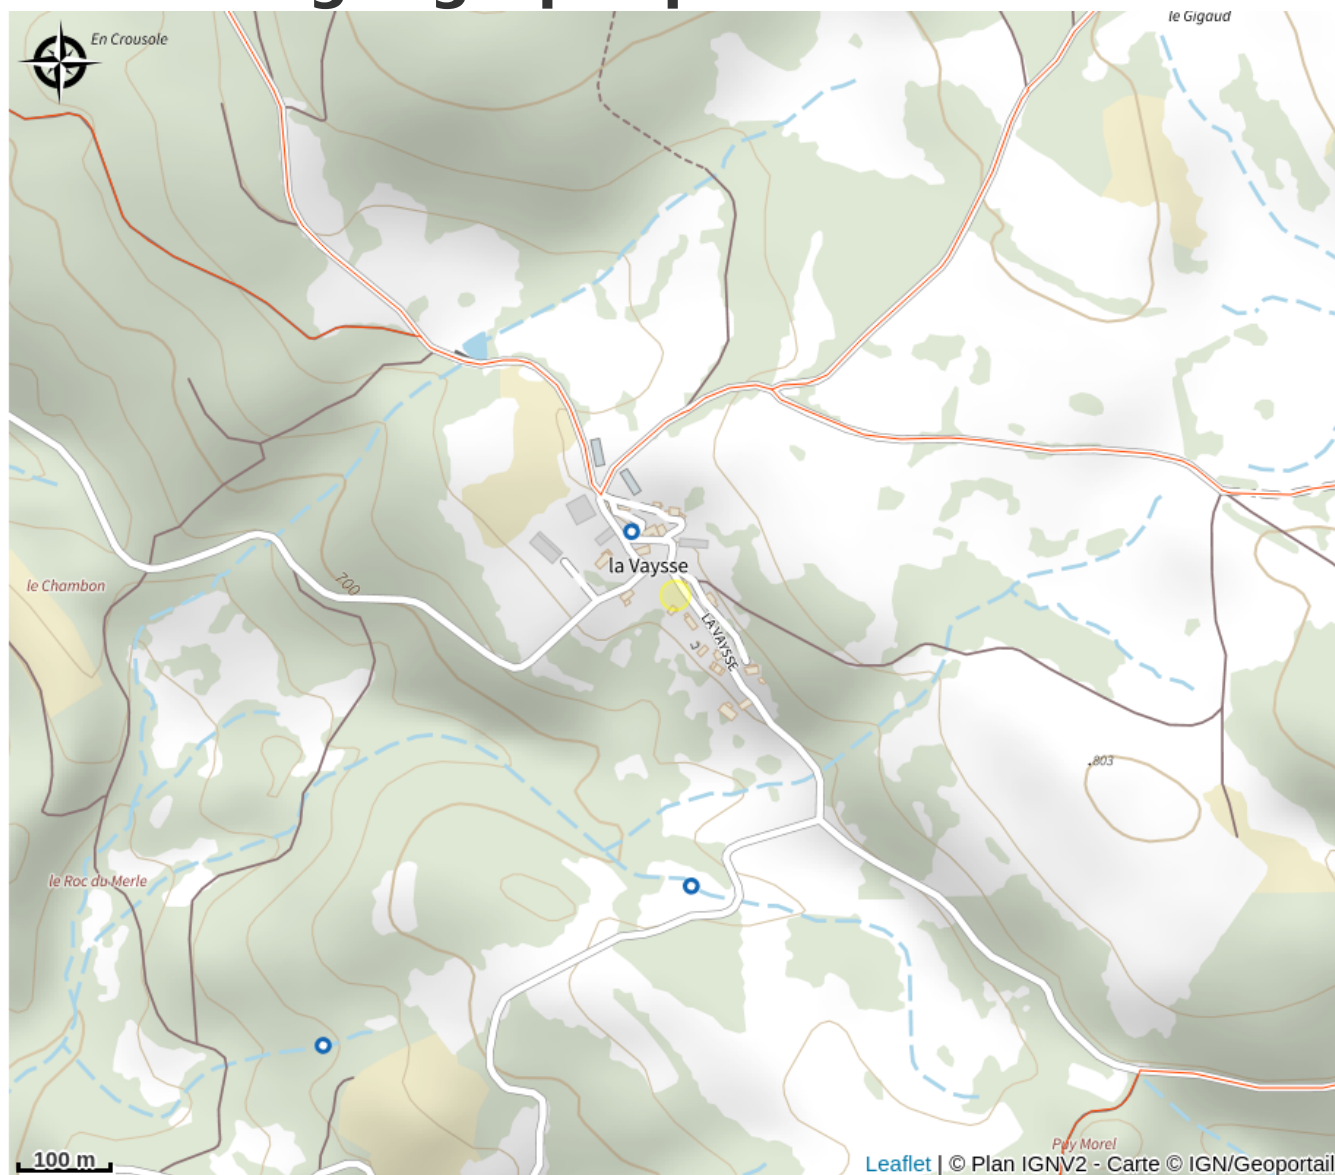 le Gigaud
En Crousole
le Chambon
700
la Vaysse
LA VAYSSE
.803
le Roc du Merle
Puy Morel
100 m
Leaflet | © Plan IGNV2 - Carte © IGN/Geoportail